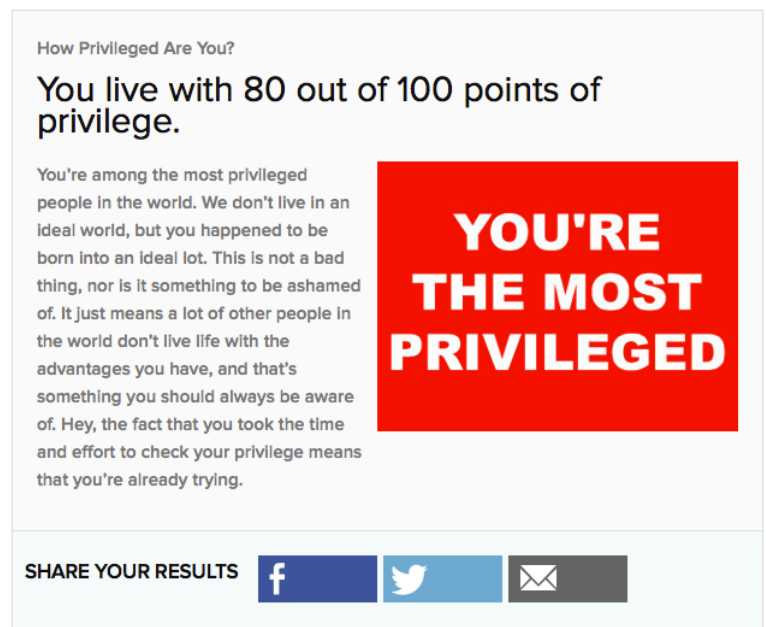 How Privileged Are You?
You live with 80 out of 100 points of
privilege.
You're among the most privileged
people in the world. We don't live in an
ideal world, but you happened to be
born into an ideal lot. This is not a bad
thing, nor is it something to be ashamed
of. It just means a lot of other people in
the world don't live life with the
advantages you have, and that's
something you should always be aware
of. Hey, the fact that you took the time
and effort to check your privilege means
that you're already trying.
YOU'RE
THE MOST
PRIVILEGED
SHARE YOUR RESULTS